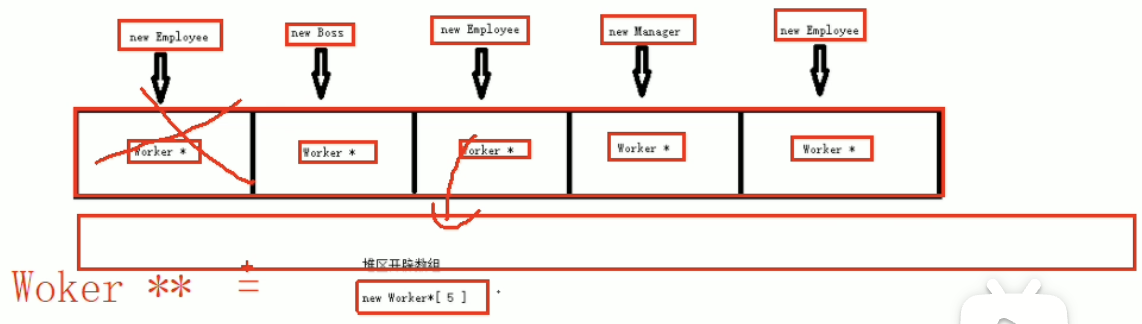 new Employee
new Boss
new Employee
new Manager
new Employee
Worker *
Worker *
Worker *
Worker *
Worker *
堆区开辟数组
Woker ** =
new Worker*[ 5 ]